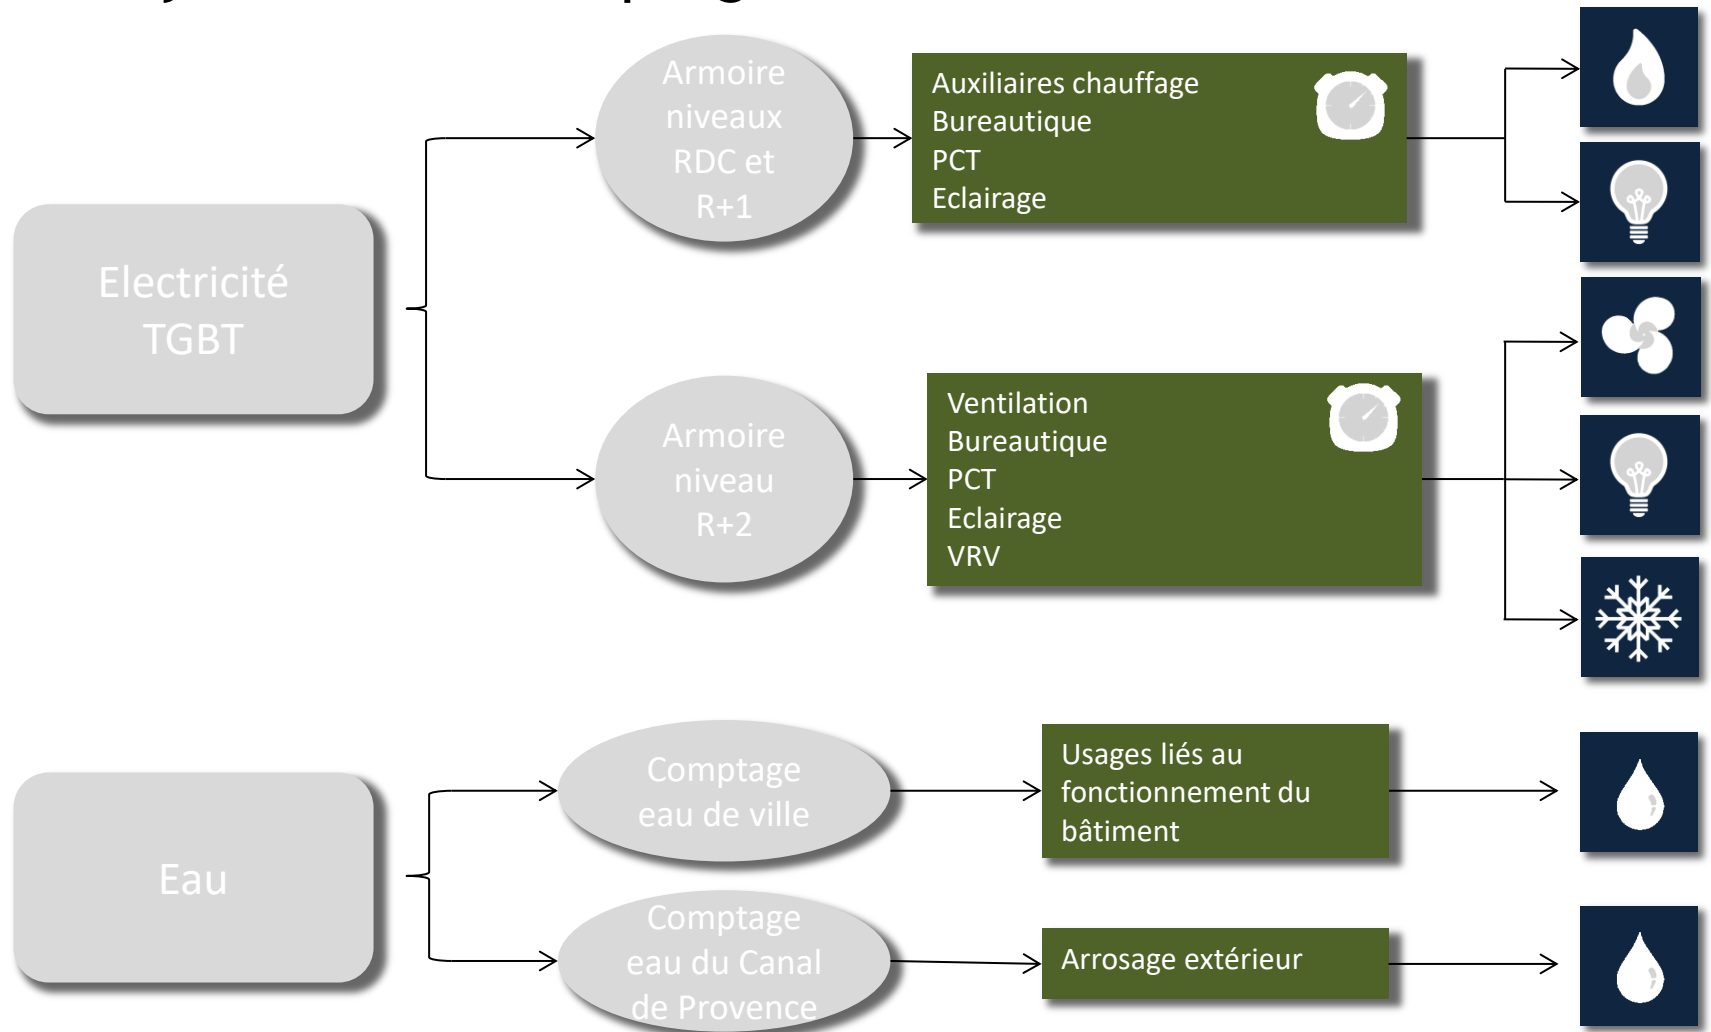 Armoire
niveaux
RDC et
R+1
Auxiliaires chauffage
Bureautique
PCT
Eclairage
Electricité
TGBT
Armoire
niveau
R+2
Ventilation
Bureautique
PCT
Eclairage
VRV
Comptage
eau de ville
Usages liés au
fonctionnement du
bâtiment
Eau
Comptage
eau du Canal
de Provence
Arrosage extérieur